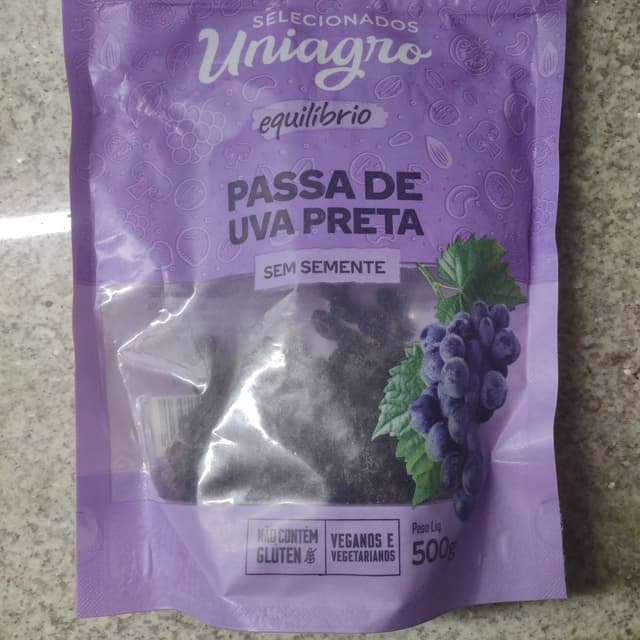 SELECIONADOS
Uniagro
equilíbrio
PASSA DE
UVA PRETA
SEM SEMENTE
NÃO CONTÉM
GLÚTEN
VEGANOS E
VEGETARIANOS
Peso Líq.
500g